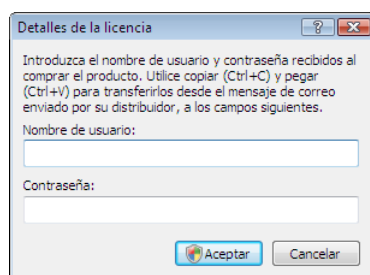 Detalles de la licencia
Introduzca el nombre de usuario y contraseña recibidos al
comprar el producto. Utilice copiar (Ctrl+C) y pegar
(Ctrl+V) para transferirlos desde el mensaje de correo
enviado por su distribuidor, a los campos siguientes.
Nombre de usuario:
Contraseña:
Aceptar Cancelar